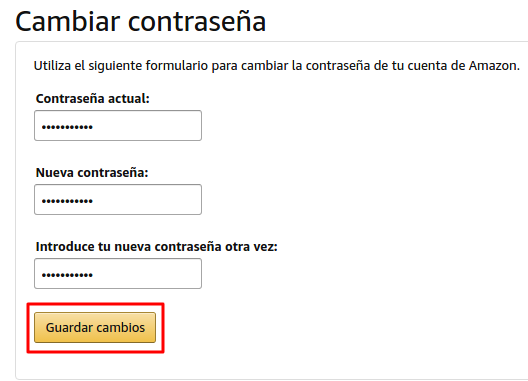 Cambiar contraseña
Utiliza el siguiente formulario para cambiar la contraseña de tu cuenta de Amazon.
Contraseña actual:
•••••••••••
Nueva contraseña:
•••••••••••
Introduce tu nueva contraseña otra vez:
•••••••••••
Guardar cambios